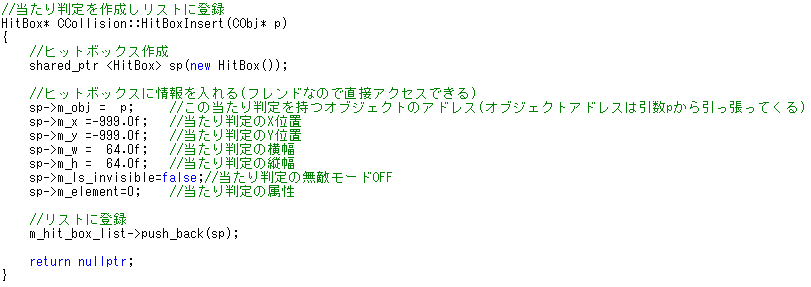 //当たり判定を作成しリストに登録
HitBox* CCollision::HitBoxInsert(CObj* p)
{
    //ヒットボックス作成
    shared_ptr <HitBox> sp(new HitBox());

    //ヒットボックスに情報を入れる(フレンドなので直接アクセスできる)
    sp->m_obj =  p;     //この当たり判定を持つオブジェクトのアドレス(オブジェクトアドレスは引数pから引っ張ってくる)
    sp->m_x =-999.0f;   //当たり判定のX位置
    sp->m_y =-999.0f;   //当たり判定のY位置
    sp->m_w =  64.0f;   //当たり判定の横幅
    sp->m_h =  64.0f;   //当たり判定の縦幅
    sp->m_Is_invisible=false;//当たり判定の無敵モードOFF
    sp->m_element=0;    //当たり判定の属性

    //リストに登録
    m_hit_box_list->push_back(sp);

    return nullptr;
}